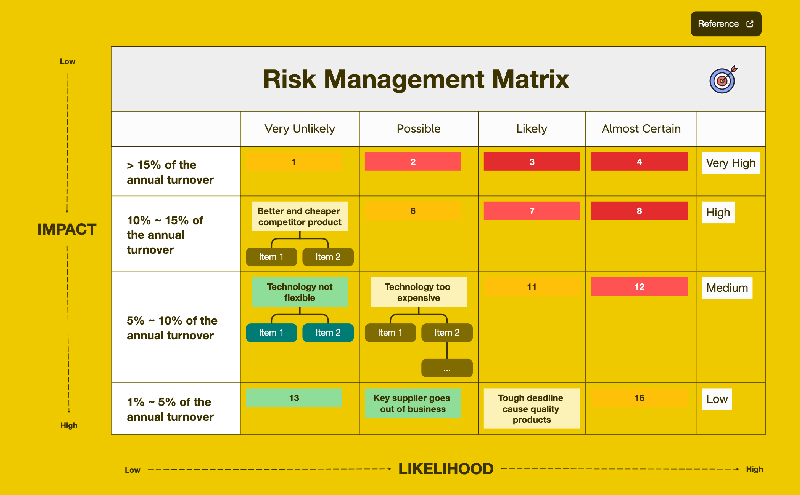 Reference
Low
Risk Management Matrix
Very Unlikely
Possible
Likely
Almost Certain
> 15% of the
annual turnover
1
2
3
4
Very High
IMPACT
10% ~ 15% of
the annual
turnover
Better and cheaper
competitor product
Item 1
Item 2
6
7
8
High
5% ~ 10% of the
annual turnover
Technology not
flexible
Item 1
Item 2
Technology too
expensive
Item 1
Item 2
...
11
12
Medium
1% ~ 5% of the
annual turnover
13
Key supplier goes
out of business
Tough deadline
cause quality
products
16
Low
High
Low
LIKELIHOOD
High